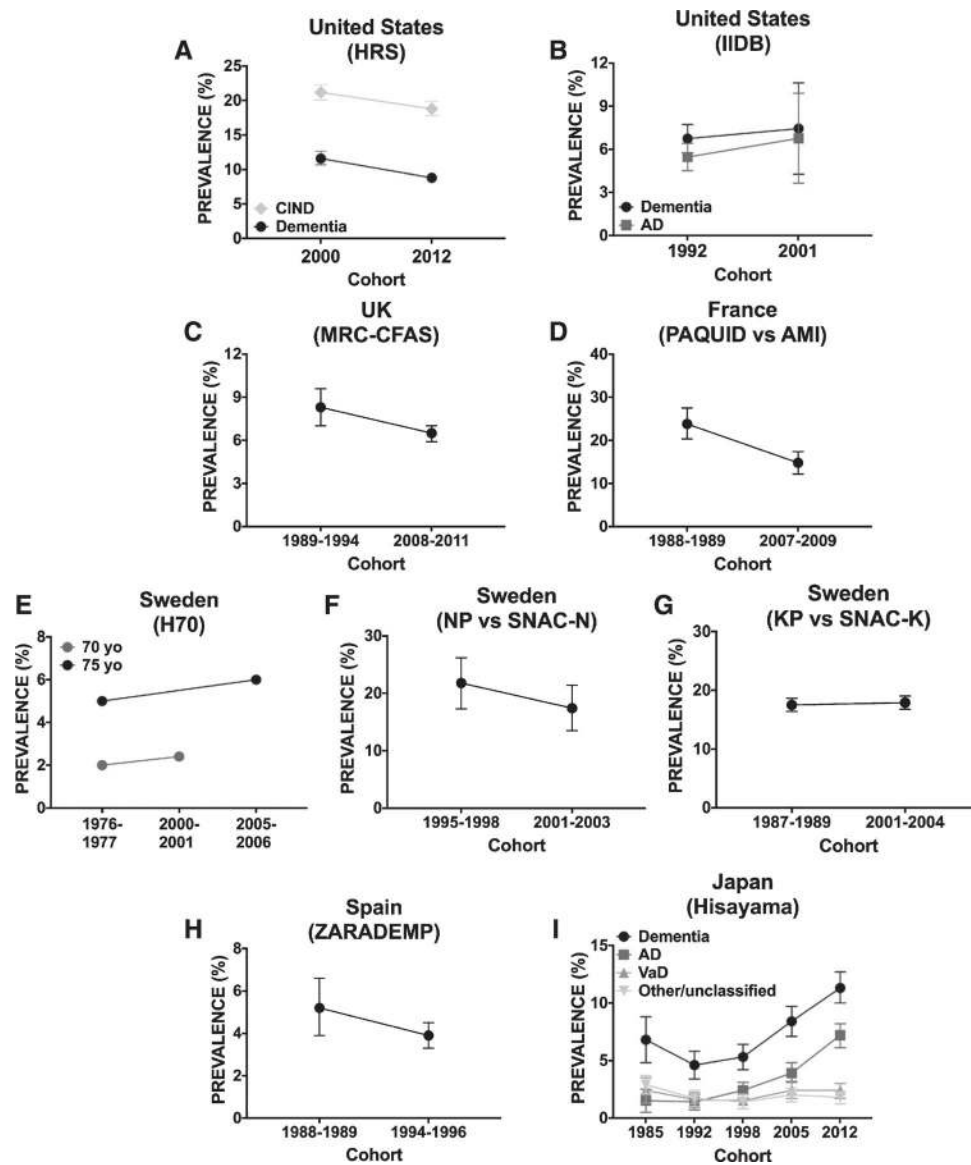 A
United States
(HRS)
PREVALENCE (%)
25
20
15
10
5
0
CIND
Dementia
2000 2012
Cohort
B
United States
(IIDB)
PREVALENCE (%)
12
9
6
3
0
Dementia
AD
1992 2001
Cohort
C
UK
(MRC-CFAS)
PREVALENCE (%)
12
9
6
3
0
1989-1994 2008-2011
Cohort
D
France
(PAQUID vs AMI)
PREVALENCE (%)
40
30
20
10
0
1988-1989 2007-2009
Cohort
E
Sweden
(H70)
PREVALENCE (%)
8
6
4
2
0
70 yo
75 yo
1976-1977 2000-2001 2005-2006
F
Sweden
(NP vs SNAC-N)
PREVALENCE (%)
30
20
10
0
1995-1998 2001-2003
Cohort
G
Sweden
(KP vs SNAC-K)
PREVALENCE (%)
30
20
10
0
1987-1989 2001-2004
Cohort
H
Spain
(ZARADEMP)
PREVALENCE (%)
8
6
4
2
0
1988-1989 1994-1996
Cohort
I
Japan
(Hisayama)
PREVALENCE (%)
15
10
5
0
Dementia
AD
VaD
Other/unclassified
1985 1992 1998 2005 2012
Cohort